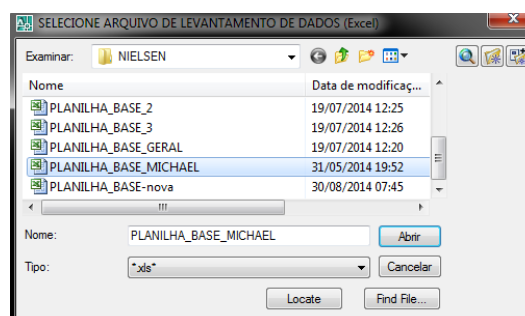 SELECIONE ARQUIVO DE LEVANTAMENTO DE DADOS (Excel)
Examinar: NIELSEN
Nome Data de modificaç...
PLANILHA_BASE_2 19/07/2014 12:25
PLANILHA_BASE_3 19/07/2014 12:26
PLANILHA_BASE_GERAL 19/07/2014 12:20
PLANILHA_BASE_MICHAEL 31/05/2014 19:52
PLANILHA_BASE-nova 30/08/2014 07:45
Nome: PLANILHA_BASE_MICHAEL Abrir
Tipo: *.xls* Cancelar
Locate Find File...